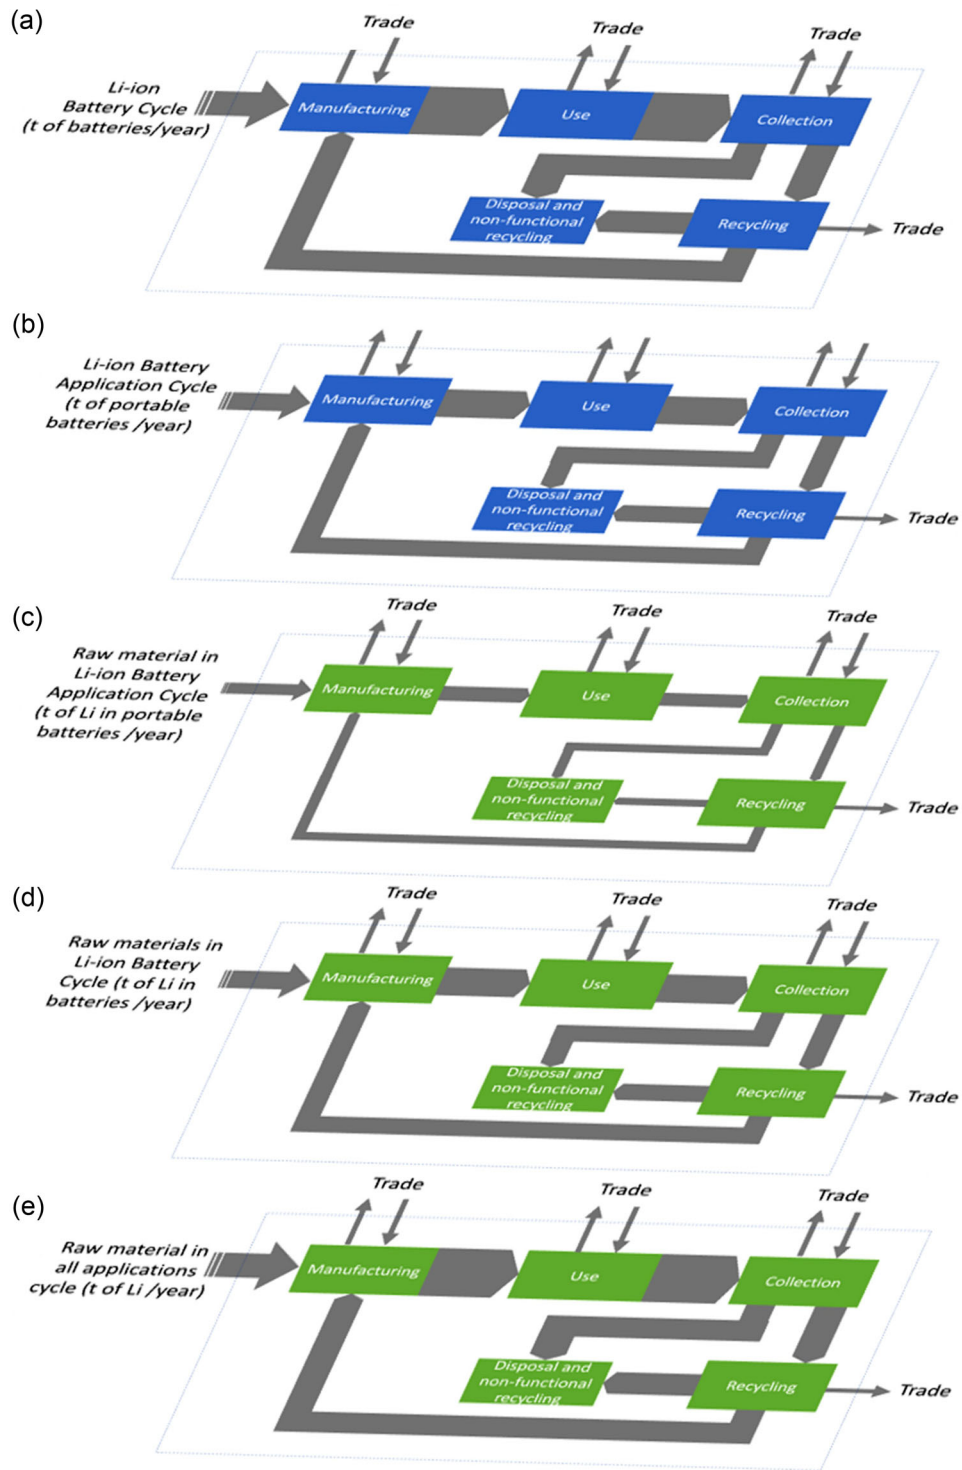 (a)
Trade
Trade
Trade
Li-ion
Battery Cycle
(t of batteries/year)
Manufacturing
Use
Collection
Disposal and
non-functional
recycling
Recycling
Trade
(b)
Li-ion Battery
Application Cycle
(t of portable
batteries /year)
Manufacturing
Use
Collection
Disposal and
non-functional
recycling
Recycling
Trade
(c)
Trade
Trade
Trade
Raw material in
Li-ion Battery
Application Cycle
(t of Li in portable
batteries /year)
Manufacturing
Use
Collection
Disposal and
non-functional
recycling
Recycling
Trade
(d)
Trade
Trade
Trade
Raw materials in
Li-ion Battery
Cycle (t of Li in
batteries /year)
Manufacturing
Use
Collection
Disposal and
non-functional
recycling
Recycling
Trade
(e)
Trade
Trade
Trade
Raw material in
all applications
cycle (t of Li /year)
Manufacturing
Use
Collection
Disposal and
non-functional
recycling
Recycling
Trade